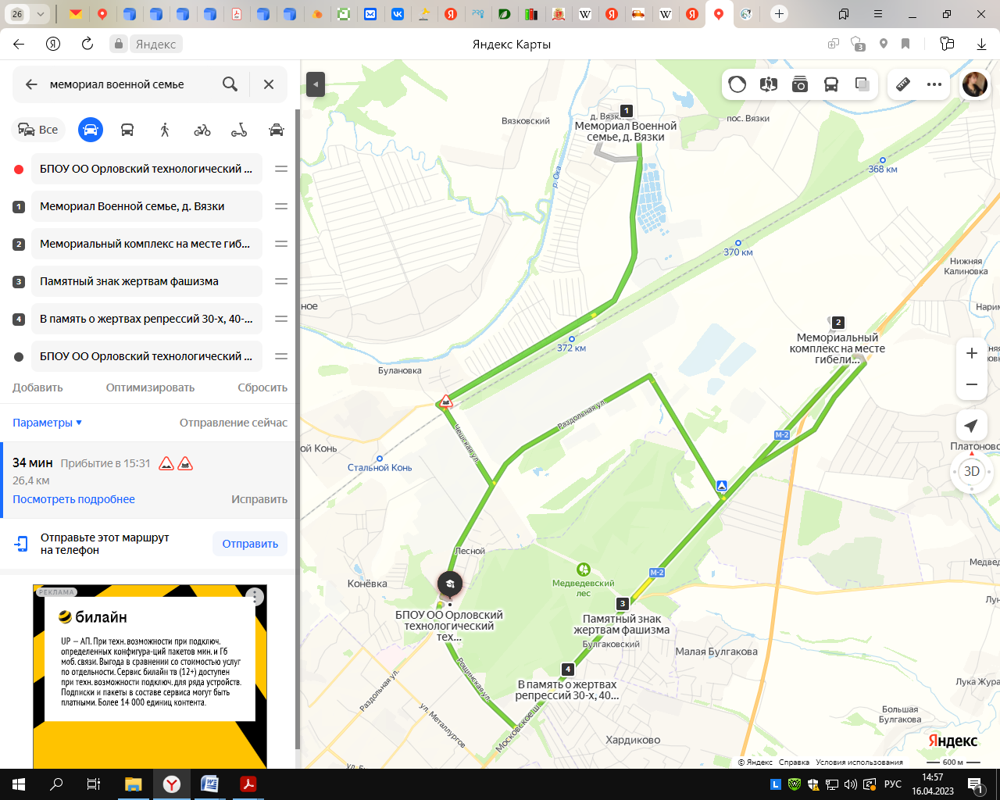 26
Яндекс
Яндекс Карты
3
мемориал военной семье
Все
БПОУ ОО Орловский технологический ...
1
Мемориал Военной семье, д. Вязки
2
Мемориальный комплекс на месте гиб...
3
Памятный знак жертвам фашизма
4
В память о жертвах репрессий 30-х, 40-...
БПОУ ОО Орловский технологический ...
Добавить
Оптимизировать
Сбросить
Параметры
Отправление сейчас
34 мин
Прибытие в 15:31
26,4 км
Посмотреть подробнее
Исправить
Отправьте этот маршрут
на телефон
Отправить
РЕКЛАМА
билайн
UP — АП. При техн. возможности при подключ.
определенных конфигура-ций пакетов мин. и Гб
моб. связи. Выгода в сравнении со стоимостью услуг
по отдельности. Сервис билайн тв (12+) доступен
при техн. возможности подключ. для ряда устройств.
Подписки и пакеты в составе сервиса могут быть
платными. Более 14 000 единиц контента.
Вязковский
д. Вязки
1
Мемориал Военной
семье, д. Вязки
пос. Вязки
р. Ока
368 км
370 км
Нижняя
Калиновка
372 км
2
Мемориальный
комплекс на месте
гибели...
Булановка
Раздольная ул.
Чешская ул.
Стальной Конь
М-2
Платоново
3D
Лесной
Конёвка
Медведевский
лес
М-2
БПОУ ОО Орловский
технологический
тех...
3
Памятный знак
жертвам фашизма
Булгаковский
Малая Булгакова
4
В память о жертвах
репрессий 30-х, 40...
Рощинская ул.
Раздольная ул.
ул. Металлургов
Московское ш.
Хардиково
Большая
Булгакова
Лука Жура
Яндекс
© Яндекс
Справка
Условия использования
600 м
РУС
14:57
16.04.2023
1